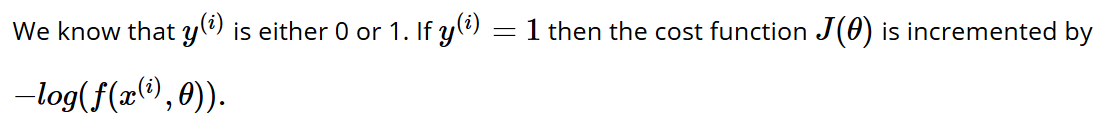 We know that y^(i) is either 0 or 1. If y^(i) = 1 then the cost function J(θ) is incremented by
−log(f(x^(i), θ)).